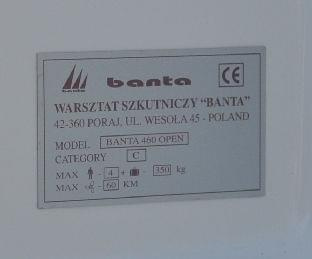 banta
banta CE
WARSZTAT SZKUTNICZY "BANTA"
42-360 PORAJ, UL. WESOŁA 45 - POLAND
MODEL BANTA 460 OPEN
CATEGORY C
MAX - 4 + - 350 kg
MAX - 60 KM